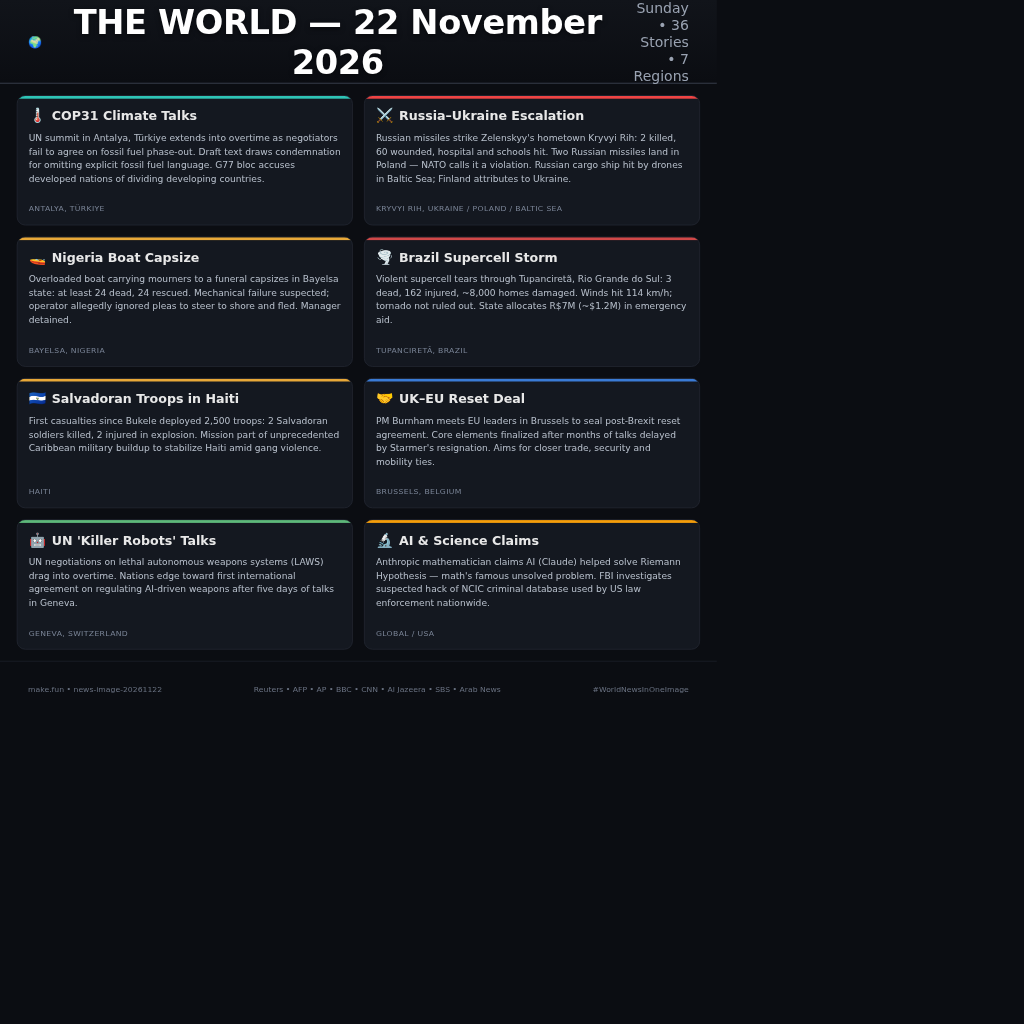 THE WORLD — 22 November
2026
Sunday
• 36
Stories
• 7
Regions
COP31 Climate Talks
UN summit in Antalya, Türkiye extends into overtime as negotiators
fail to agree on fossil fuel phase-out. Draft text draws condemnation
for omitting explicit fossil fuel language. G77 bloc accuses
developed nations of dividing developing countries.
ANTALYA, TÜRKIYE
Russia–Ukraine Escalation
Russian missiles strike Zelenskyy's hometown Kryvyi Rih: 2 killed,
60 wounded, hospital and schools hit. Two Russian missiles land in
Poland — NATO calls it a violation. Russian cargo ship hit by drones
in Baltic Sea; Finland attributes to Ukraine.
KRYVYI RIH, UKRAINE / POLAND / BALTIC SEA
Nigeria Boat Capsize
Overloaded boat carrying mourners to a funeral capsizes in Bayelsa
state: at least 24 dead, 24 rescued. Mechanical failure suspected;
operator allegedly ignored pleas to steer to shore and fled. Manager
detained.
BAYELSA, NIGERIA
Brazil Supercell Storm
Violent supercell tears through Tupanciretã, Rio Grande do Sul: 3
dead, 162 injured, ~8,000 homes damaged. Winds hit 114 km/h;
tornado not ruled out. State allocates R$7M (~$1.2M) in emergency
aid.
TUPANCIRETÃ, BRAZIL
Salvadoran Troops in Haiti
First casualties since Bukele deployed 2,500 troops: 2 Salvadoran
soldiers killed, 2 injured in explosion. Mission part of unprecedented
Caribbean military buildup to stabilize Haiti amid gang violence.
HAITI
UK–EU Reset Deal
PM Burnham meets EU leaders in Brussels to seal post-Brexit reset
agreement. Core elements finalized after months of talks delayed
by Starmer's resignation. Aims for closer trade, security and
mobility ties.
BRUSSELS, BELGIUM
UN 'Killer Robots' Talks
UN negotiations on lethal autonomous weapons systems (LAWS)
drag into overtime. Nations edge toward first international
agreement on regulating AI-driven weapons after five days of talks
in Geneva.
GENEVA, SWITZERLAND
AI & Science Claims
Anthropic mathematician claims AI (Claude) helped solve Riemann
Hypothesis — math's famous unsolved problem. FBI investigates
suspected hack of NCIC criminal database used by US law
enforcement nationwide.
GLOBAL / USA
make.fun • news-image-20261122
Reuters • AFP • AP • BBC • CNN • Al Jazeera • SBS • Arab News
#WorldNewsInOneImage